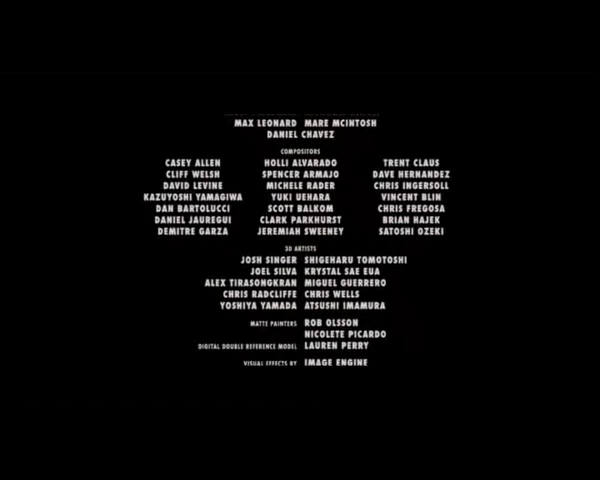 MAX LEONARD MARE MCINTOSH
DANIEL CHAVEZ
COMPOSITORS
CASEY ALLEN HOLLI ALVARADO TRENT CLAUS
CLIFF WELSH SPENCER ARMAJO DAVE HERNANDEZ
DAVID LEVINE MICHELE RADER CHRIS INGERSOLL
KAZUYOSHI YAMAGIWA YUKI UEHARA VINCENT BLIN
DAN BARTOLUCCI SCOTT BALKOM CHRIS FREGOSA
DANIEL JAUREGUI CLARK PARKHURST BRIAN HAJEK
DEMITRE GARZA JEREMIAH SWEENEY SATOSHI OZEKI
3D ARTISTS
JOSH SINGER SHIGEHARU TOMOTOSHI
JOEL SILVA KRYSTAL SAE EUA
ALEX TIRASONGKRAN MIGUEL GUERRERO
CHRIS RADCLIFFE CHRIS WELLS
YOSHIYA YAMADA ATSUSHI IMAMURA
MATTE PAINTERS ROB OLSSON
NICOLETE PICARDO
DIGITAL DOUBLE REFERENCE MODEL LAUREN PERRY
VISUAL EFFECTS BY IMAGE ENGINE